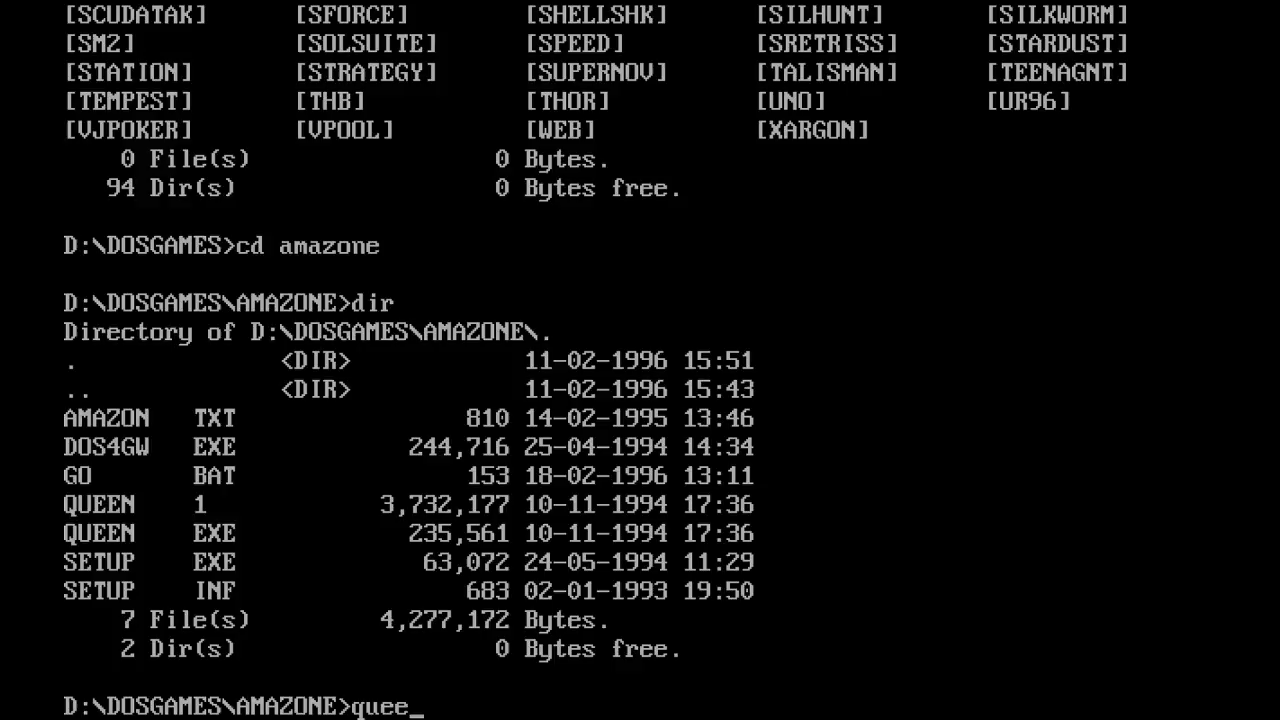 [SCUDATAK] [SFORCE] [SHELLSHK] [SILHUNT] [SILKWORM]
[SM2] [SOLSUITE] [SPEED] [SRETRISS] [STARDUST]
[STATION] [STRATEGY] [SUPERNOV] [TALISMAN] [TEENAGNT]
[TEMPEST] [THB] [THOR] [UNO] [UR96]
[VJPOKER] [VPOOL] [WEB] [XARGON]
0 File(s) 0 Bytes.
94 Dir(s) 0 Bytes free.
D:\DOSGAMES>cd amazone
D:\DOSGAMES\AMAZONE>dir
Directory of D:\DOSGAMES\AMAZONE\.
. <DIR> 11-02-1996 15:51
.. <DIR> 11-02-1996 15:43
AMAZON TXT 810 14-02-1995 13:46
DOS4GW EXE 244,716 25-04-1994 14:34
GO BAT 153 18-02-1996 13:11
QUEEN 1 3,732,177 10-11-1994 17:36
QUEEN EXE 235,561 10-11-1994 17:36
SETUP EXE 63,072 24-05-1994 11:29
SETUP INF 683 02-01-1993 19:50
7 File(s) 4,277,172 Bytes.
2 Dir(s) 0 Bytes free.
D:\DOSGAMES\AMAZONE>quee_